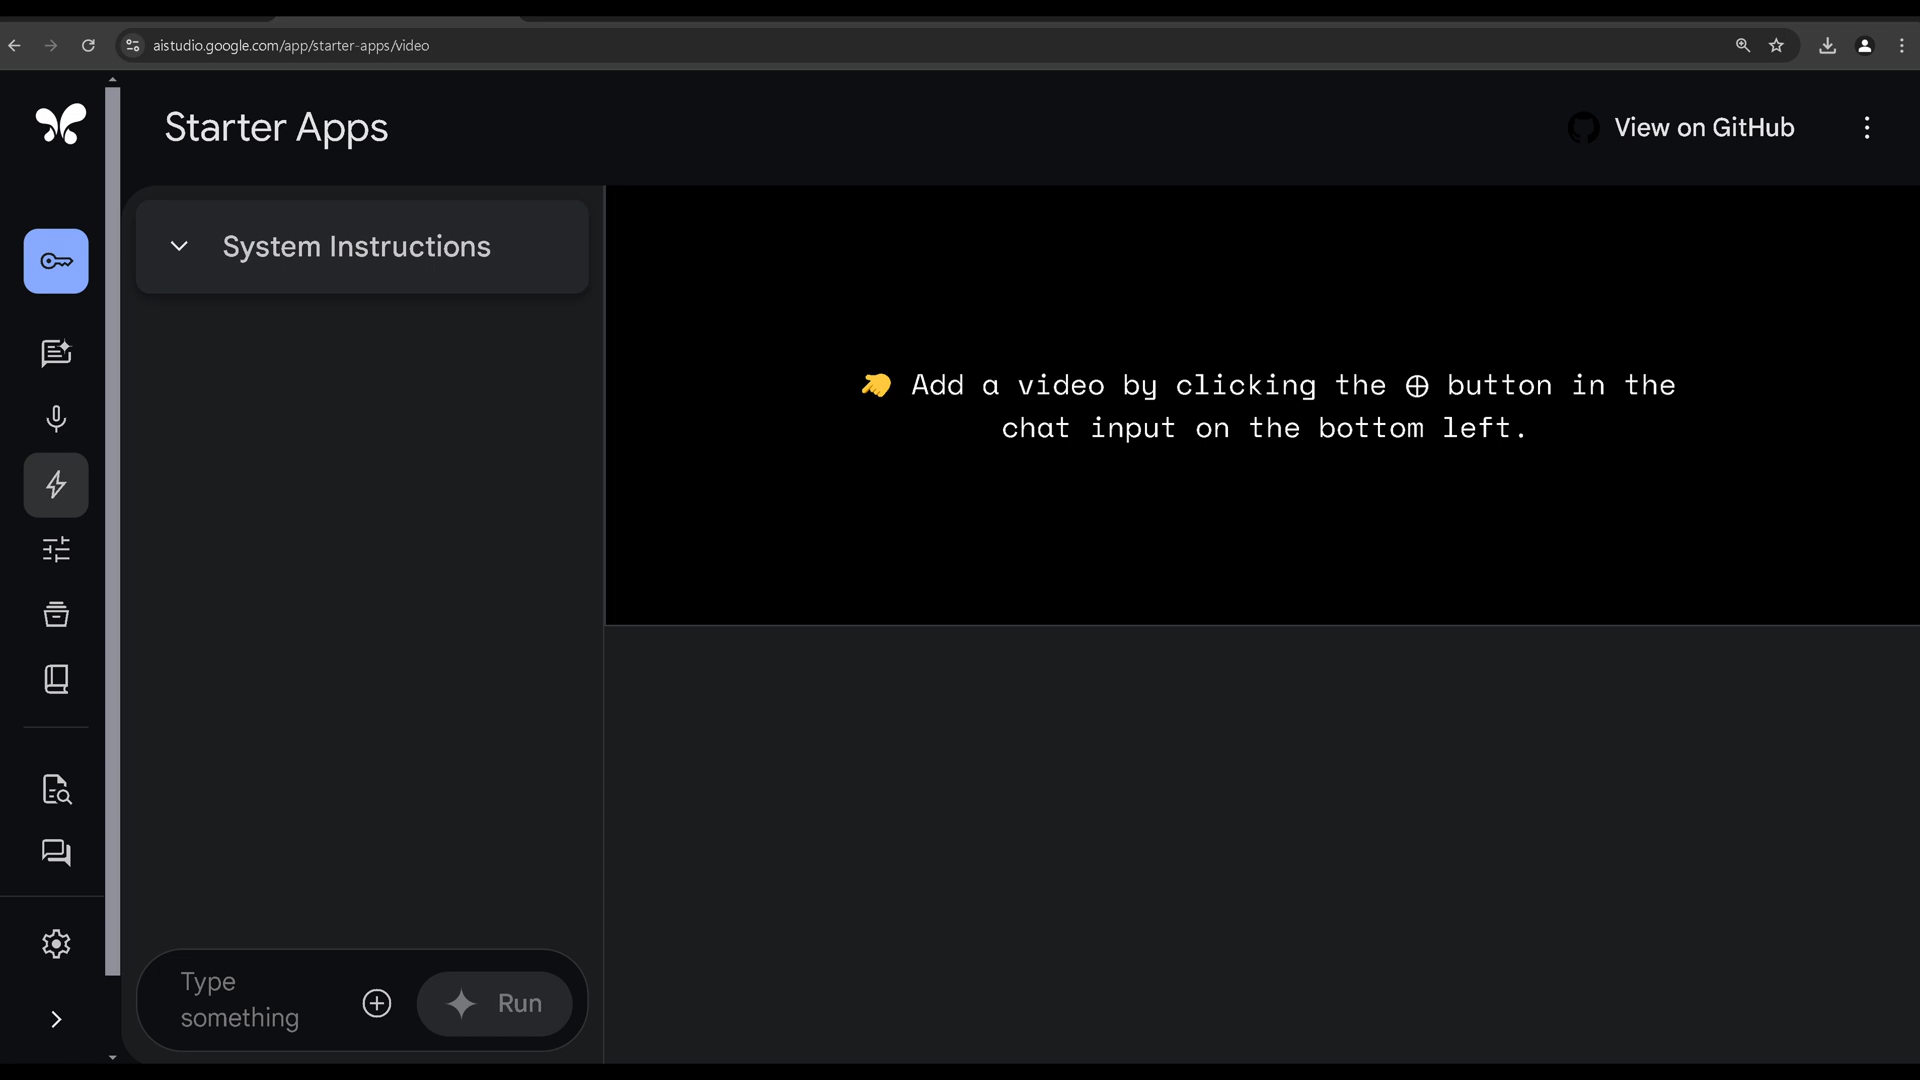 aistudio.google.com/app/starter-apps/video
Starter Apps
View on GitHub
System Instructions
👈 Add a video by clicking the ⊕ button in the
chat input on the bottom left.
Type
something
Run